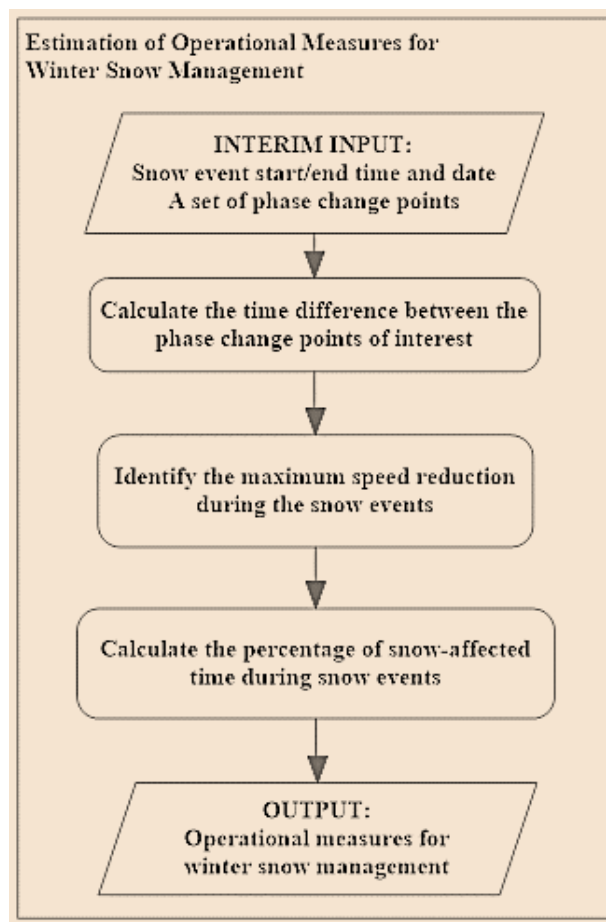 Estimation of Operational Measures for
Winter Snow Management
INTERIM INPUT:
Snow event start/end time and date
A set of phase change points
Calculate the time difference between the
phase change points of interest
Identify the maximum speed reduction
during the snow events
Calculate the percentage of snow-affected
time during snow events
OUTPUT:
Operational measures for
winter snow management